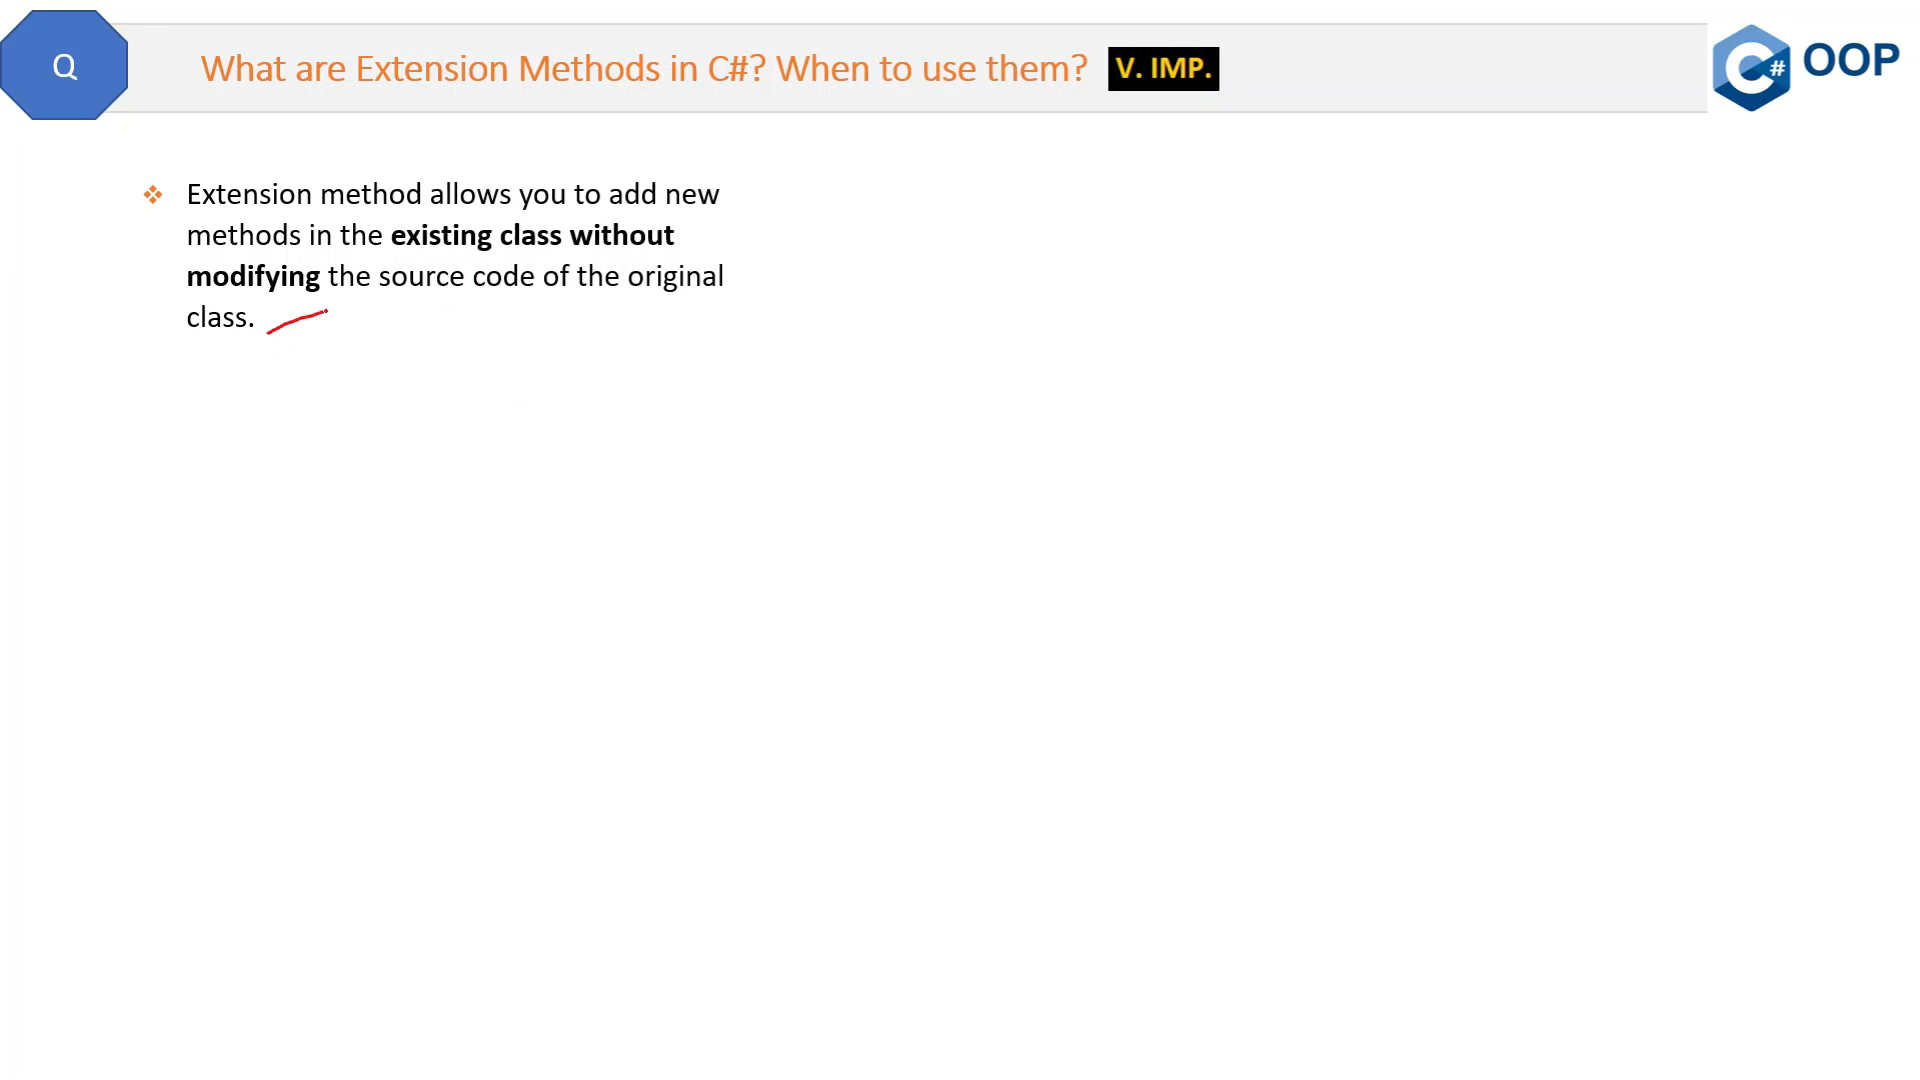 Q
What are Extension Methods in C#? When to use them?
V. IMP.
C# OOP
Extension method allows you to add new
methods in the existing class without
modifying the source code of the original
class.